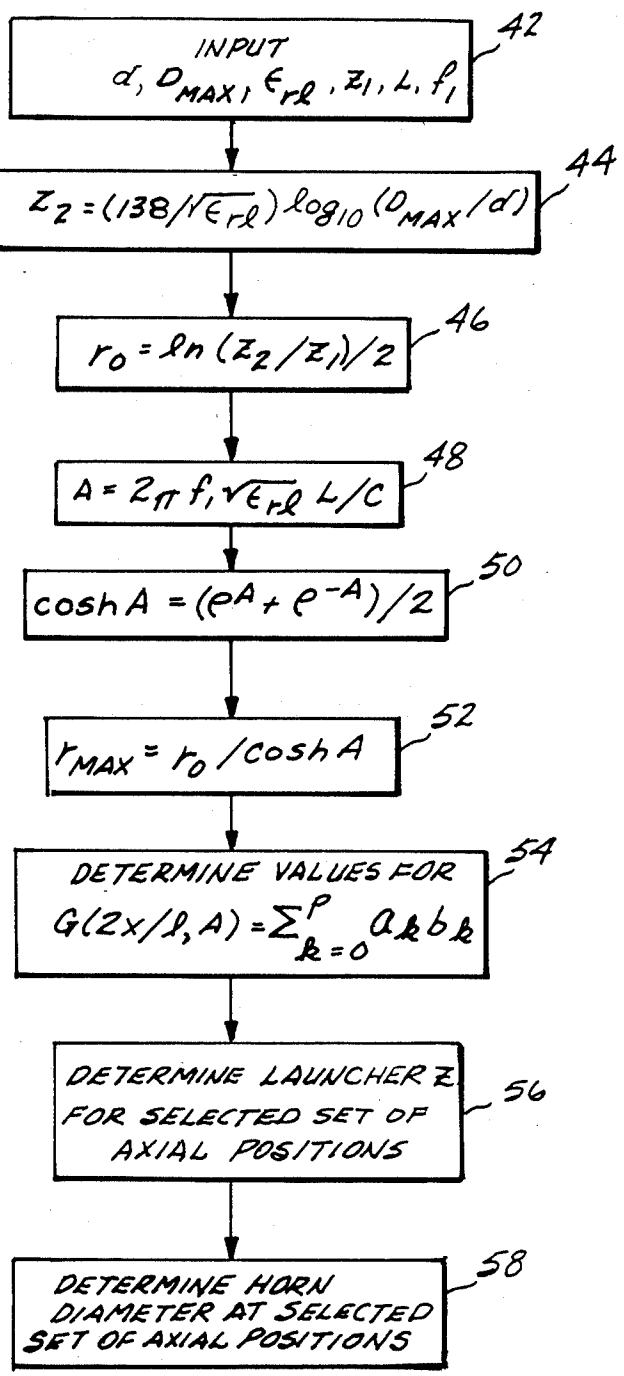 INPUT
42
d, D_MAX, ϵ_rℓ, Z_1, L, f_1
44
Z_2 = (138/√ϵ_rℓ) log_10 (D_MAX/d)
46
r_0 = ln (Z_2/Z_1)/2
48
A = 2π f_1 √ϵ_rℓ L/C
50
cosh A = (e^A + e^-A)/2
52
r_MAX = r_0 /cosh A
54
DETERMINE VALUES FOR
G(2x/l, A) = Σ_k=0^P a_k b_k
DETERMINE LAUNCHER Z
56
FOR SELECTED SET OF
AXIAL POSITIONS
58
DETERMINE HORN
DIAMETER AT SELECTED
SET OF AXIAL POSITIONS